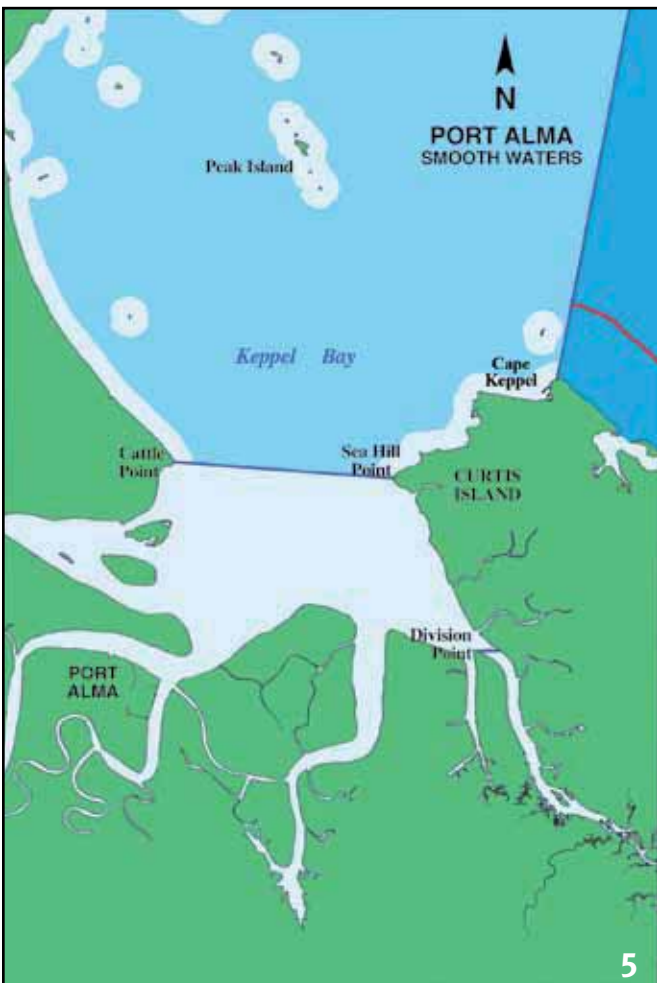 N
PORT ALMA
SMOOTH WATERS
Peak Island
Keppel Bay
Cape
Keppel
Cattle
Point
Sea Hill
Point
CURTIS
ISLAND
Division
Point
PORT
ALMA
5